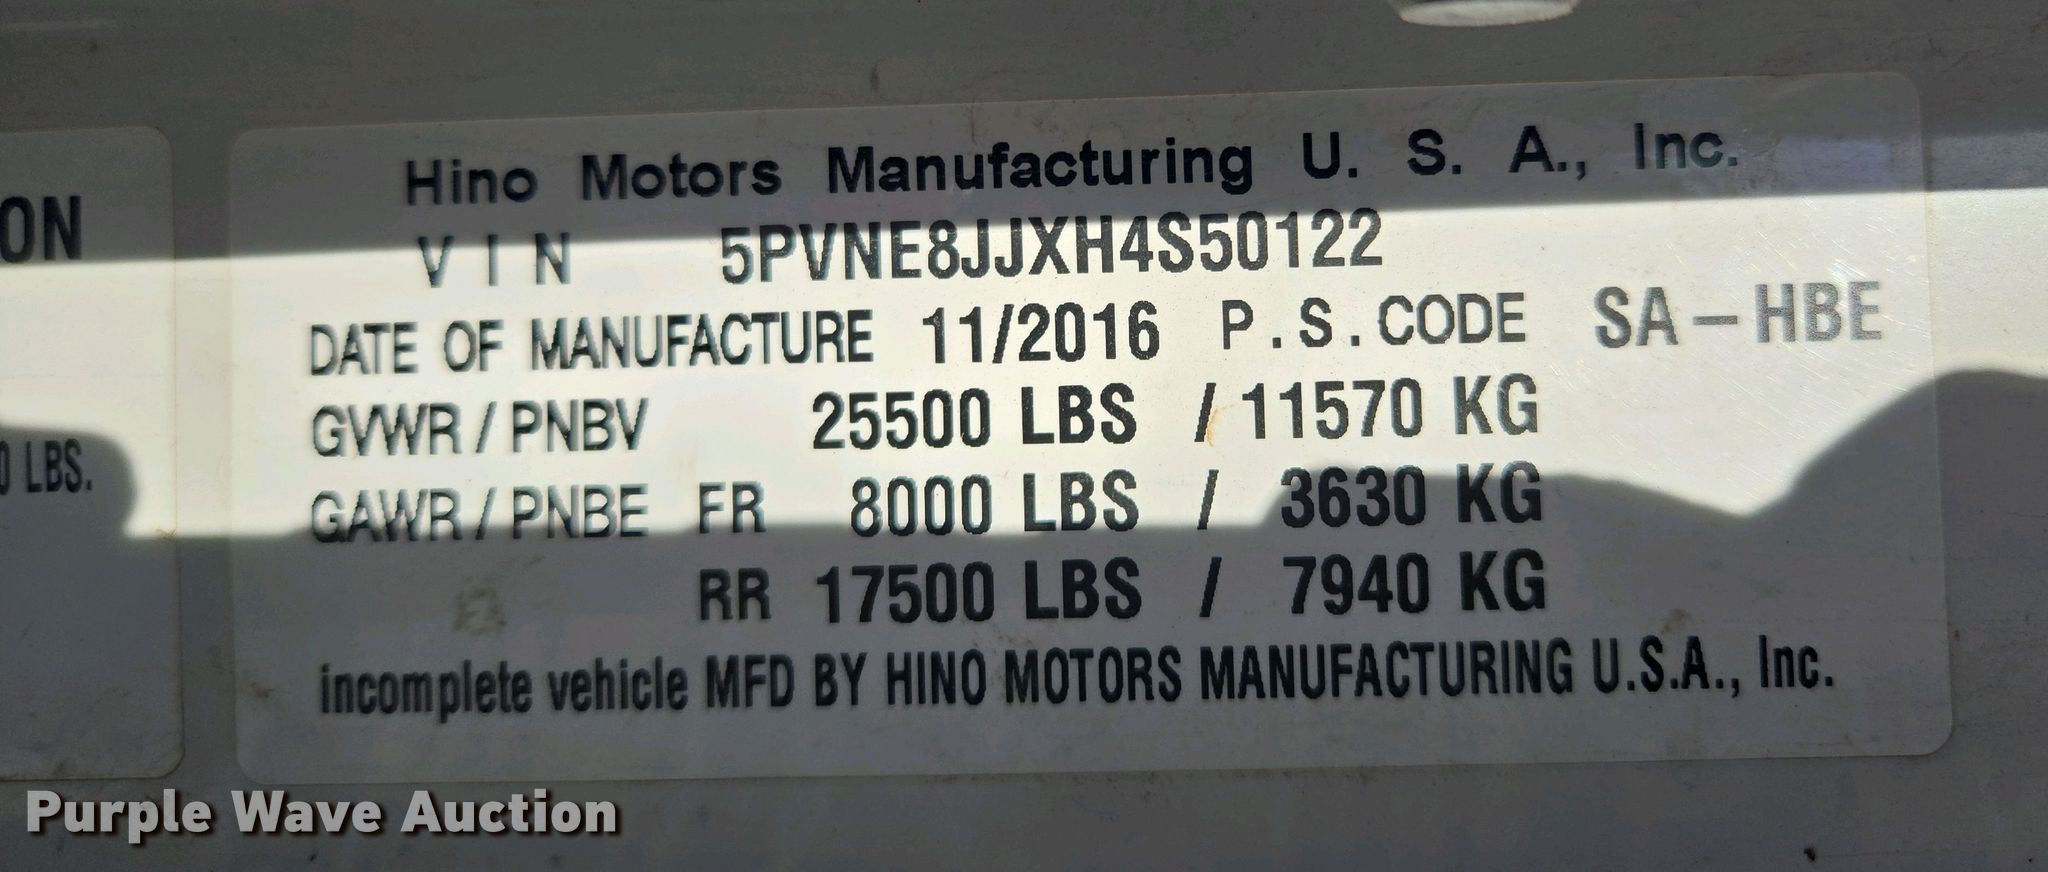 Hino Motors Manufacturing U. S. A., Inc.
V I N 5PVNE8JJXH4S50122
DATE OF MANUFACTURE 11/2016 P.S.CODE SA-HBE
GVWR / PNBV 25500 LBS / 11570 KG
GAWR / PNBE FR 8000 LBS / 3630 KG
RR 17500 LBS / 7940 KG
incomplete vehicle MFD BY HINO MOTORS MANUFACTURING U.S.A., Inc.
ON
0 LBS.
Purple Wave Auction